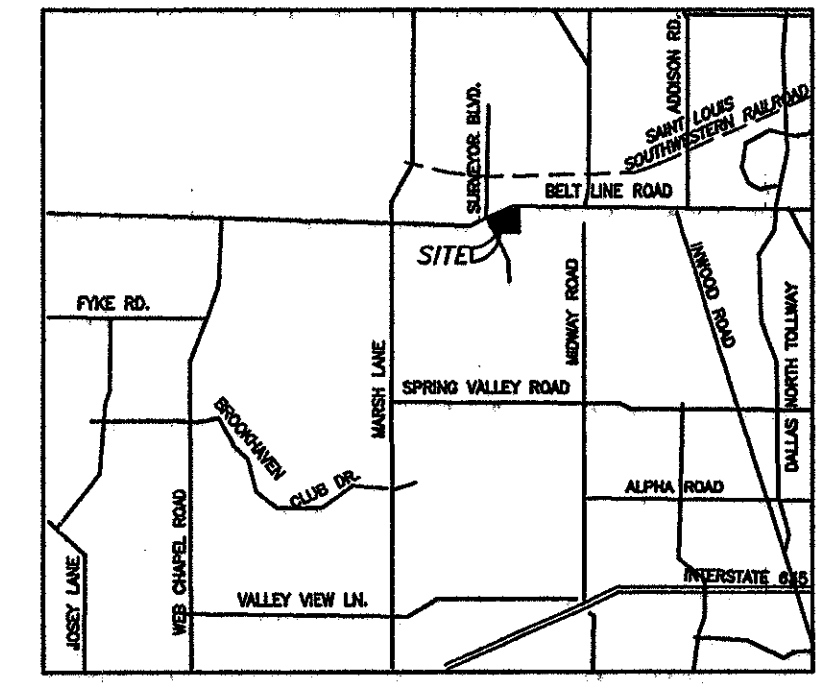 SURVEYOR BLVD.
ADDISON RD.
SAINT LOUIS
SOUTHWESTERN RAILROAD
BELT LINE ROAD
SITE
FYKE RD.
MIDWAY ROAD
INWOOD ROAD
DALLAS NORTH TOLLWAY
MARSH LANE
SPRING VALLEY ROAD
BROOKHAVEN
CLUB DR.
ALPHA ROAD
WEB CHAPEL ROAD
JOSEY LANE
VALLEY VIEW LN.
INTERSTATE 635